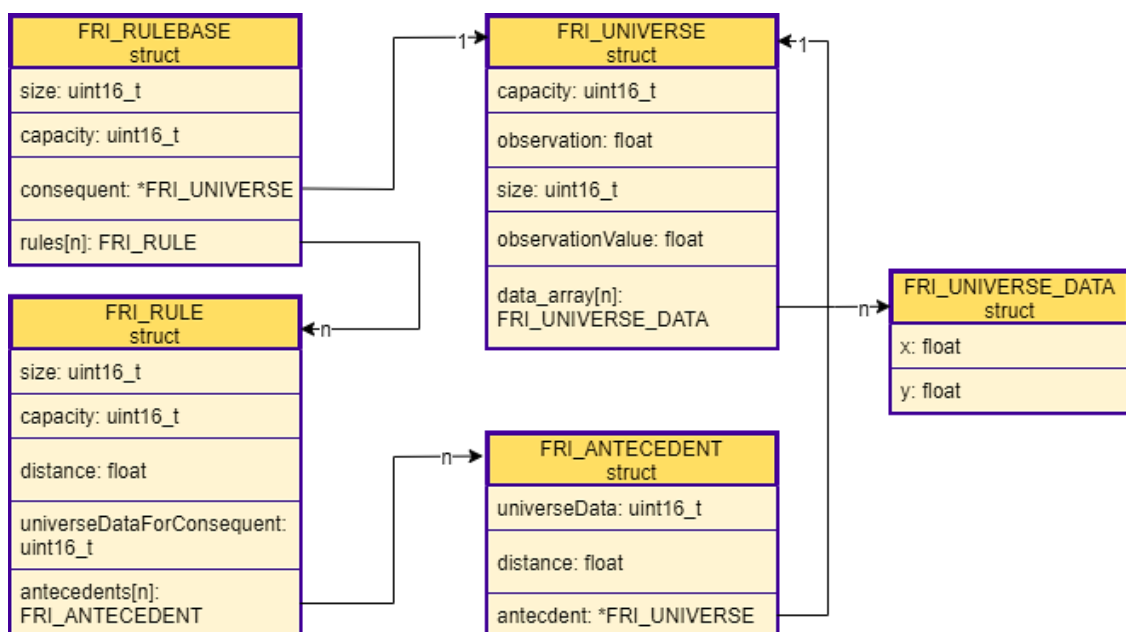 FRI_RULEBASE
struct
size: uint16_t
capacity: uint16_t
consequent: *FRI_UNIVERSE
rules[n]: FRI_RULE
1
FRI_UNIVERSE
struct
capacity: uint16_t
observation: float
size: uint16_t
observationValue: float
data_array[n]:
FRI_UNIVERSE_DATA
1
n
FRI_UNIVERSE_DATA
struct
x: float
y: float
n
FRI_RULE
struct
size: uint16_t
capacity: uint16_t
distance: float
universeDataForConsequent:
uint16_t
antecedents[n]:
FRI_ANTECEDENT
n
FRI_ANTECEDENT
struct
universeData: uint16_t
distance: float
antecdent: *FRI_UNIVERSE